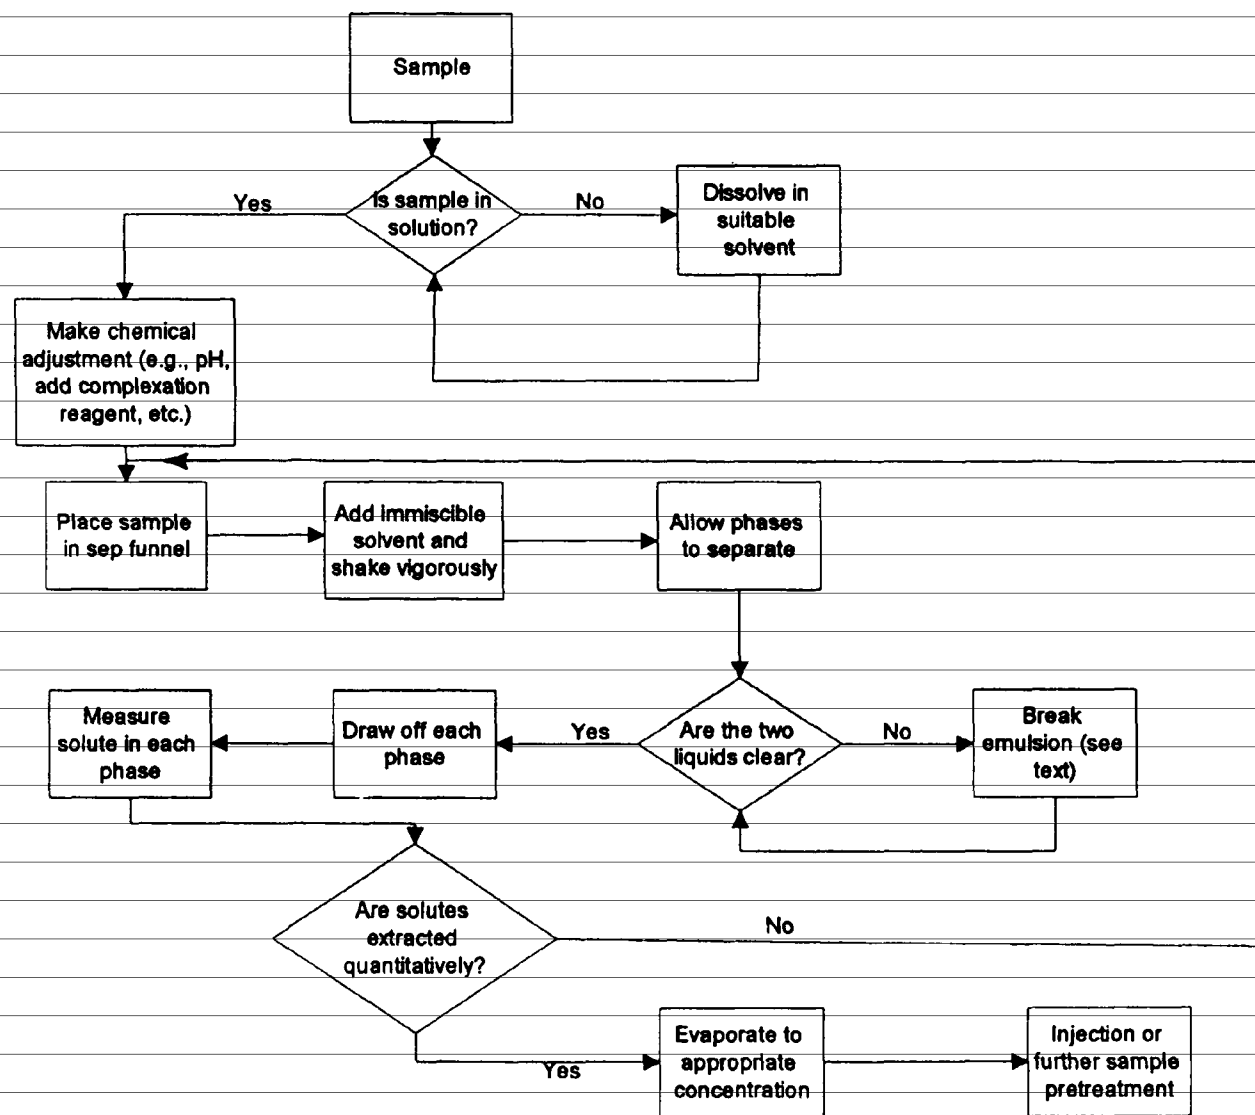 Sample
Is sample in
solution?
Yes
No
Dissolve in
suitable
solvent
Make chemical
adjustment (e.g., pH,
add complexation
reagent, etc.)
Place sample
in sep funnel
Add immiscible
solvent and
shake vigorously
Allow phases
to separate
Are the two
liquids clear?
No
Break
emulsion (see
text)
Yes
Draw off each
phase
Measure
solute in each
phase
Are solutes
extracted
quantitatively?
No
Yes
Evaporate to
appropriate
concentration
Injection or
further sample
pretreatment